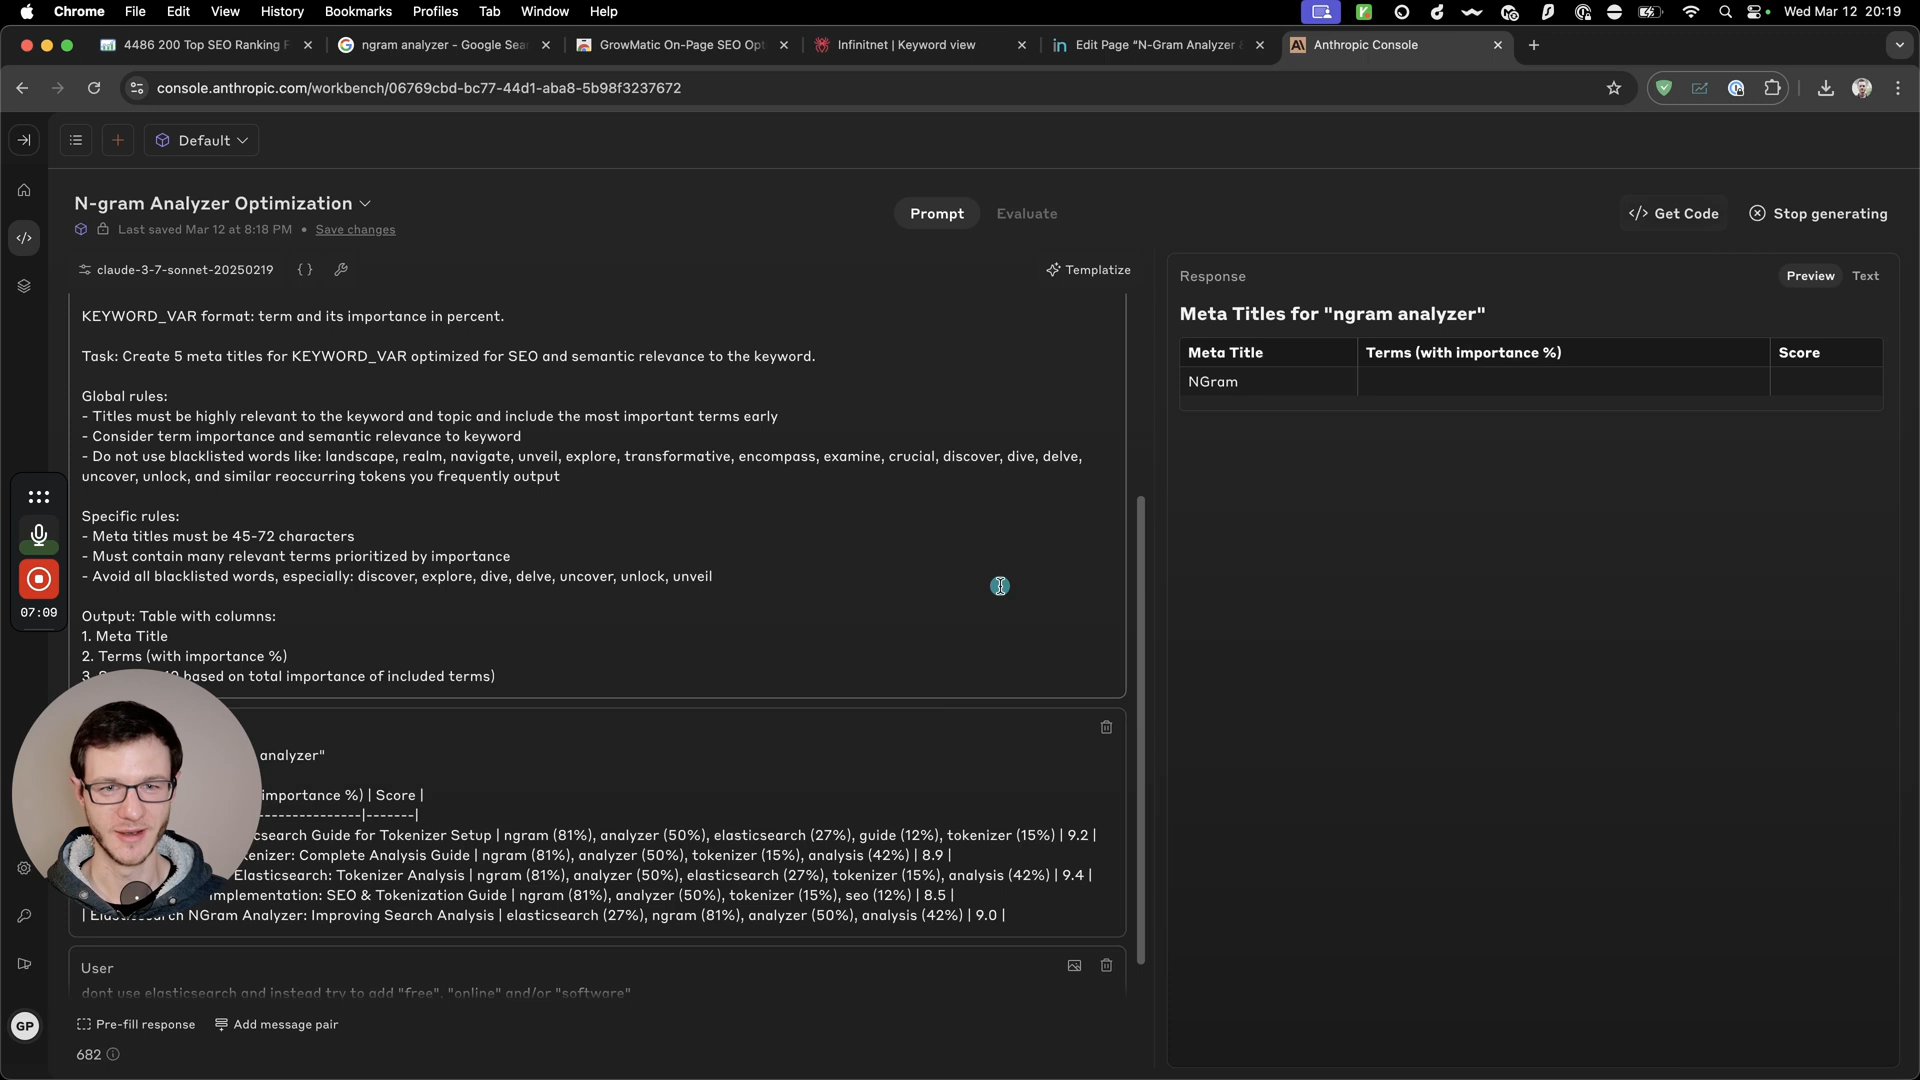 Chrome File Edit View History Bookmarks Profiles Tab Window Help
Wed Mar 12 20:19
4486 200 Top SEO Ranking F
ngram analyzer - Google Sea
GrowMatic On-Page SEO Opt
Infinitnet | Keyword view
Edit Page “N-Gram Analyzer
Anthropic Console
console.anthropic.com/workbench/06769cbd-bc77-44d1-aba8-5b98f3237672
Default
N-gram Analyzer Optimization
Last saved Mar 12 at 8:18 PM • Save changes
Prompt
Evaluate
</> Get Code
Stop generating
claude-3-7-sonnet-20250219
{ }
Templatize
KEYWORD_VAR format: term and its importance in percent.
Task: Create 5 meta titles for KEYWORD_VAR optimized for SEO and semantic relevance to the keyword.
Global rules:
- Titles must be highly relevant to the keyword and topic and include the most important terms early
- Consider term importance and semantic relevance to keyword
- Do not use blacklisted words like: landscape, realm, navigate, unveil, explore, transformative, encompass, examine, crucial, discover, dive, delve,
uncover, unlock, and similar reoccurring tokens you frequently output
Specific rules:
- Meta titles must be 45-72 characters
- Must contain many relevant terms prioritized by importance
- Avoid all blacklisted words, especially: discover, explore, dive, delve, uncover, unlock, unveil
Output: Table with columns:
1. Meta Title
2. Terms (with importance %)
3. based on total importance of included terms)
07:09
analyzer"
importance %) | Score |
----------------|-------|
csearch Guide for Tokenizer Setup | ngram (81%), analyzer (50%), elasticsearch (27%), guide (12%), tokenizer (15%) | 9.2 |
kenizer: Complete Analysis Guide | ngram (81%), analyzer (50%), tokenizer (15%), analysis (42%) | 8.9 |
Elasticsearch: Tokenizer Analysis | ngram (81%), analyzer (50%), elasticsearch (27%), tokenizer (15%), analysis (42%) | 9.4 |
mplementation: SEO & Tokenization Guide | ngram (81%), analyzer (50%), tokenizer (15%), seo (12%) | 8.5 |
| Elasticsearch NGram Analyzer: Improving Search Analysis | elasticsearch (27%), ngram (81%), analyzer (50%), analysis (42%) | 9.0 |
User
dont use elasticsearch and instead try to add "free", "online" and/or "software"
Pre-fill response
Add message pair
682
GP
Response
Preview
Text
Meta Titles for "ngram analyzer"
Meta Title Terms (with importance %) Score
NGram